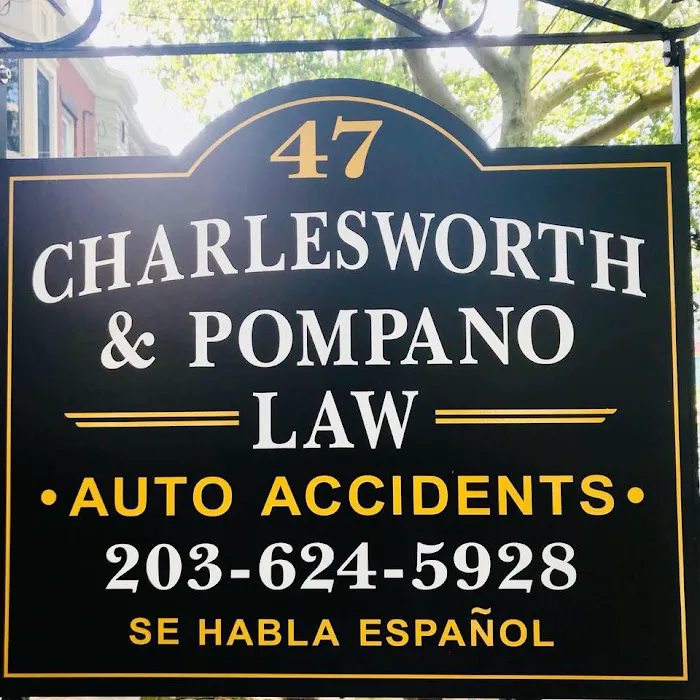 47
CHARLESWORTH
& POMPANO
LAW
• AUTO ACCIDENTS •
203-624-5928
SE HABLA ESPAÑOL